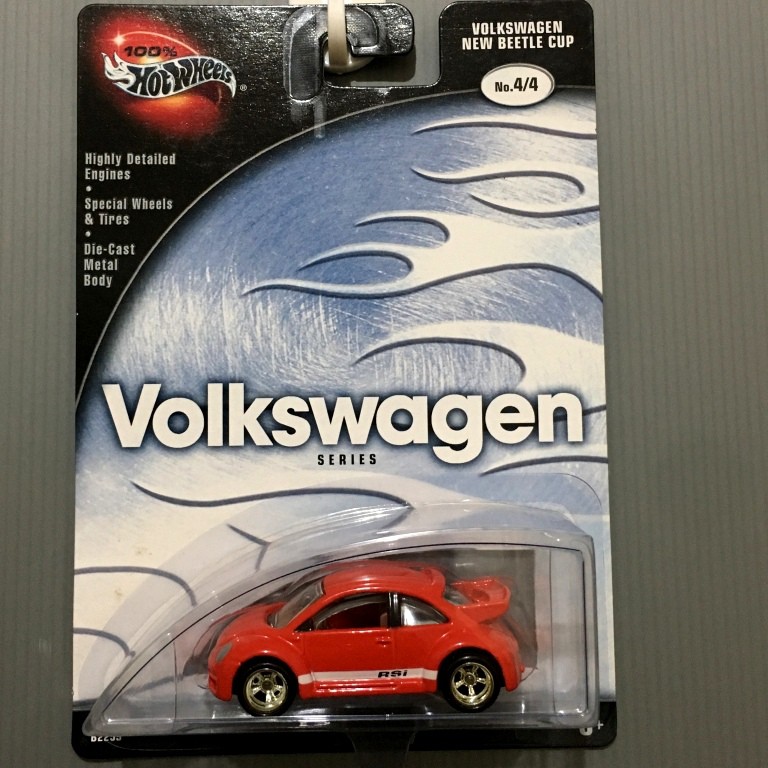 100%
Hot Wheels®
VOLKSWAGEN
NEW BEETLE CUP
No.4/4
Highly Detailed
Engines
•
Special Wheels
& Tires
•
Die-Cast
Metal
Body
Volkswagen
SERIES
RSi